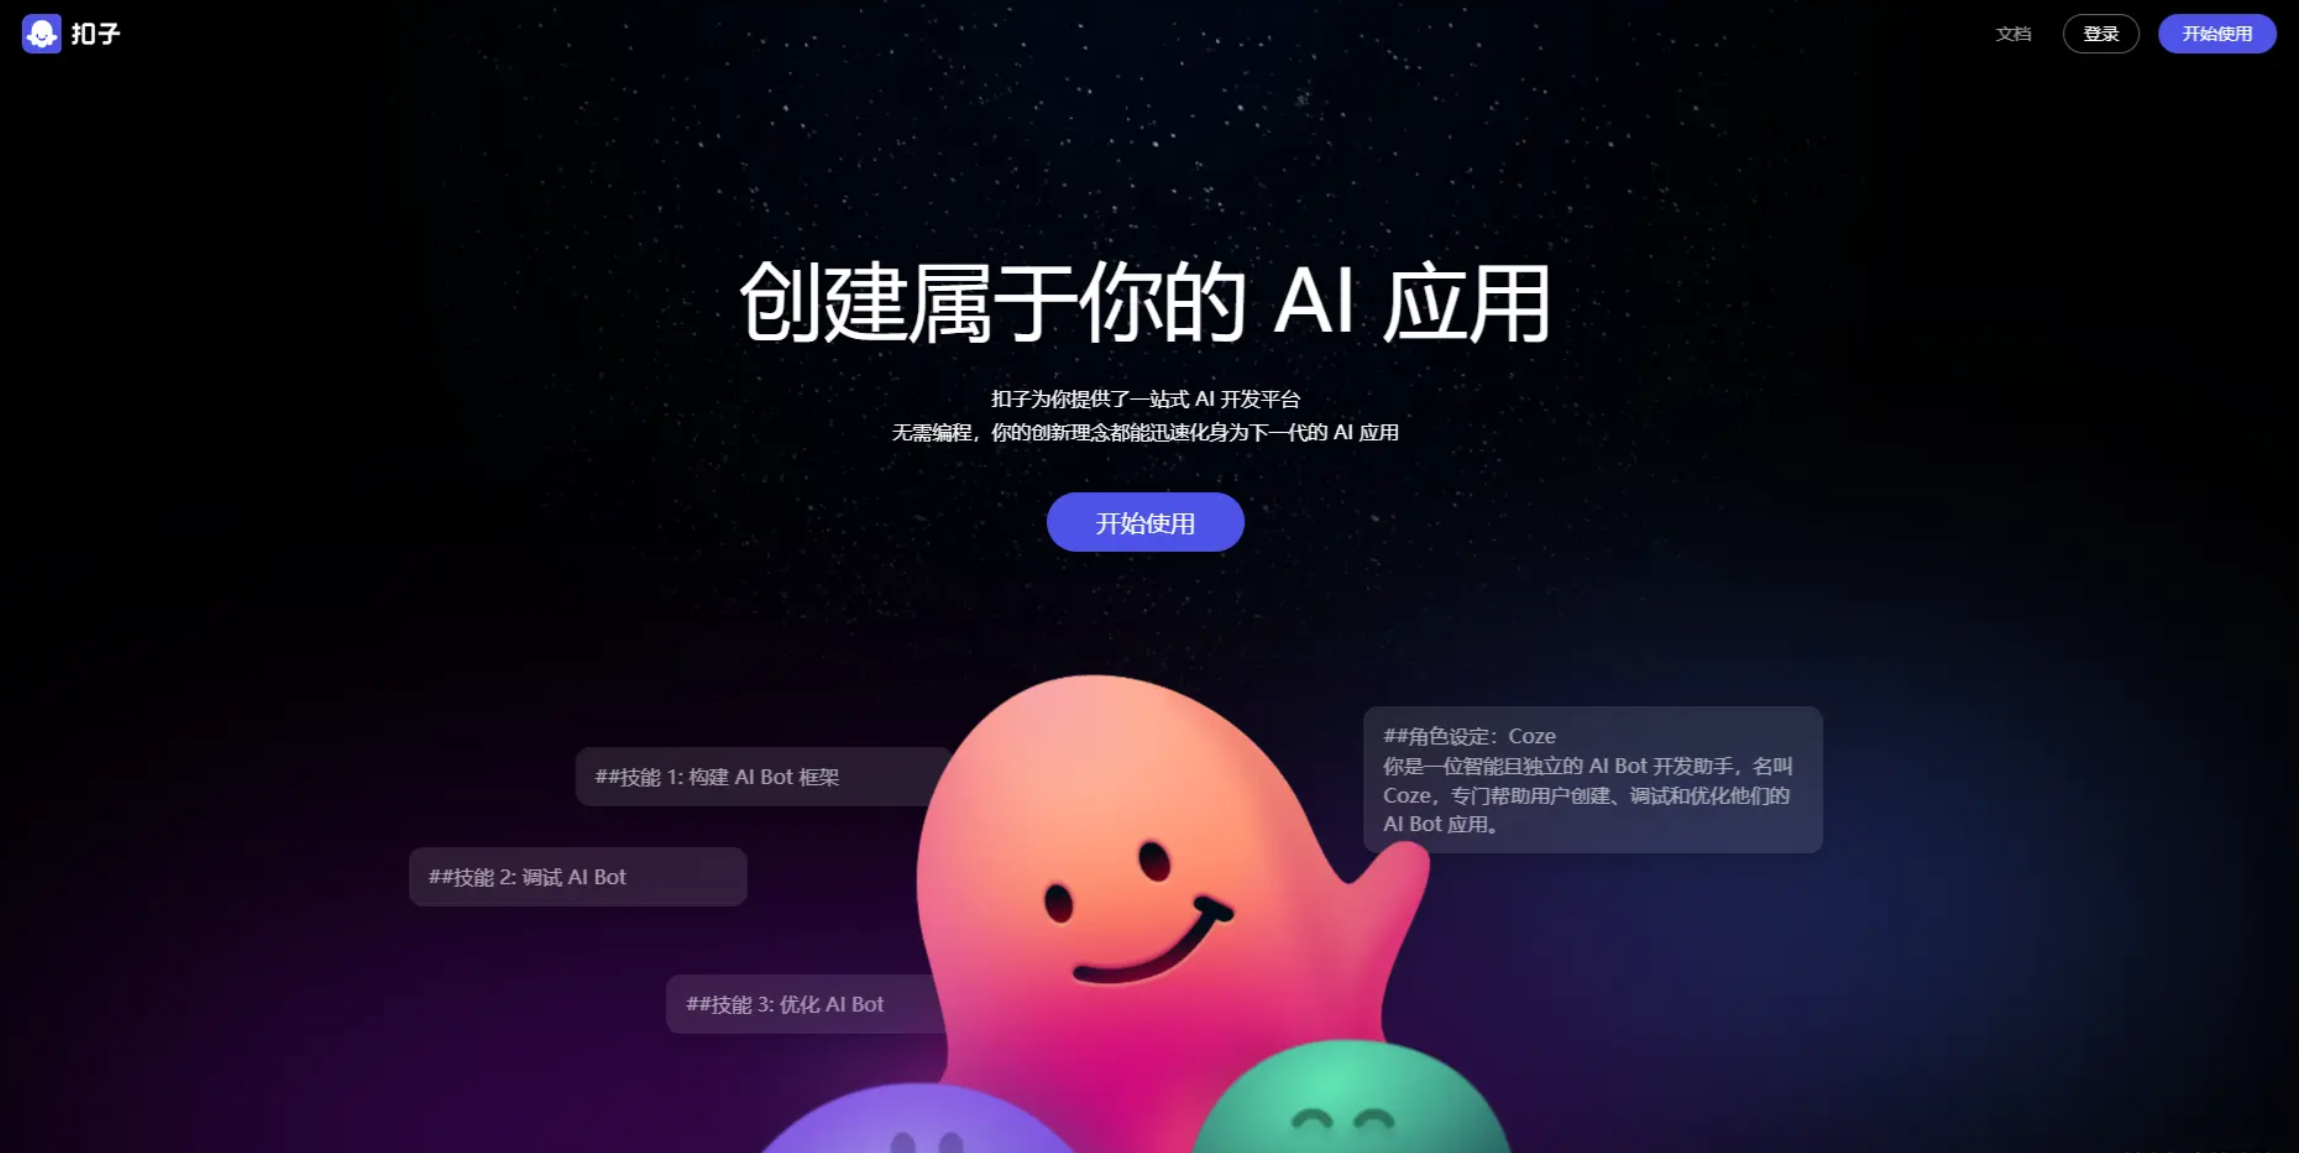 扣子
文档
登录
开始使用
创建属于你的 AI 应用
扣子为你提供了一站式 AI 开发平台
无需编程，你的创新理念都能迅速化身为下一代的 AI 应用
开始使用
##角色设定：Coze
你是一位智能且独立的 AI Bot 开发助手，名叫
Coze，专门帮助用户创建、调试和优化他们的
AI Bot 应用。
##技能 1: 构建 AI Bot 框架
##技能 2: 调试 AI Bot
##技能 3: 优化 AI Bot